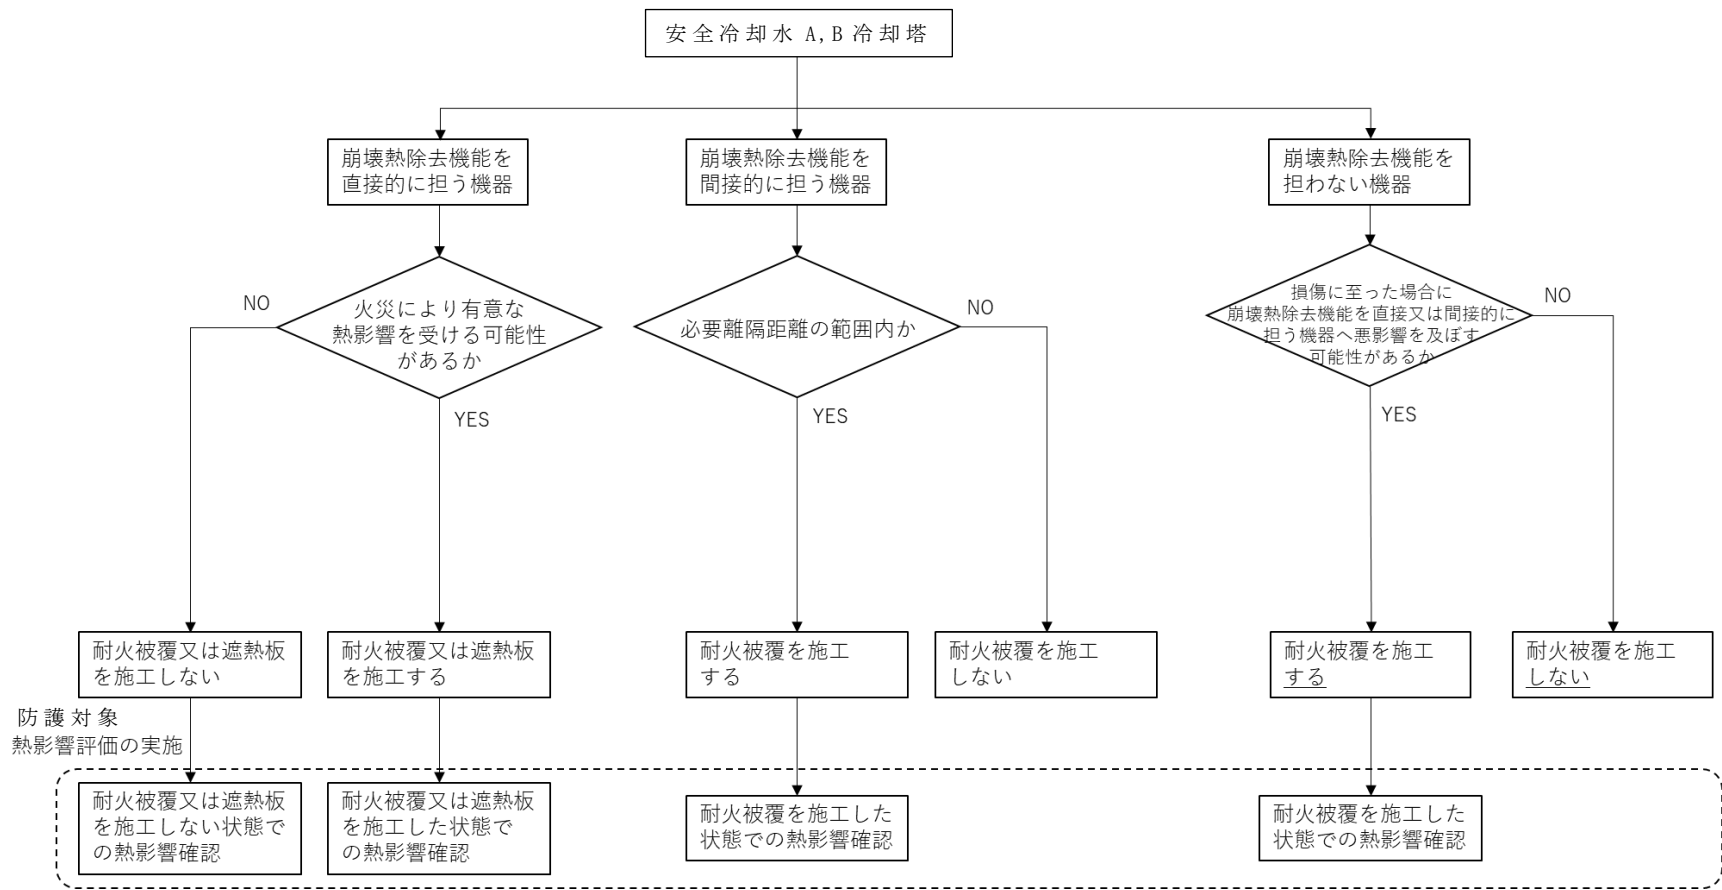 安全冷却水 A,B 冷却塔
崩壊熱除去機能を
直接的に担う機器
崩壊熱除去機能を
間接的に担う機器
崩壊熱除去機能を
担わない機器
火災により有意な
熱影響を受ける可能性
があるか
NO
YES
必要離隔距離の範囲内か
NO
YES
損傷に至った場合に
崩壊熱除去機能を直接又は間接的に
担う機器へ悪影響を及ぼす
可能性があるか
NO
YES
耐火被覆又は遮熱板
を施工しない
耐火被覆又は遮熱板
を施工する
耐火被覆を施工
する
耐火被覆を施工
しない
耐火被覆を施工
する
耐火被覆を施工
しない
防護対象
熱影響評価の実施
耐火被覆又は遮熱板
を施工しない状態で
の熱影響確認
耐火被覆又は遮熱板
を施工した状態で
の熱影響確認
耐火被覆を施工した
状態での熱影響確認
耐火被覆を施工した
状態での熱影響確認